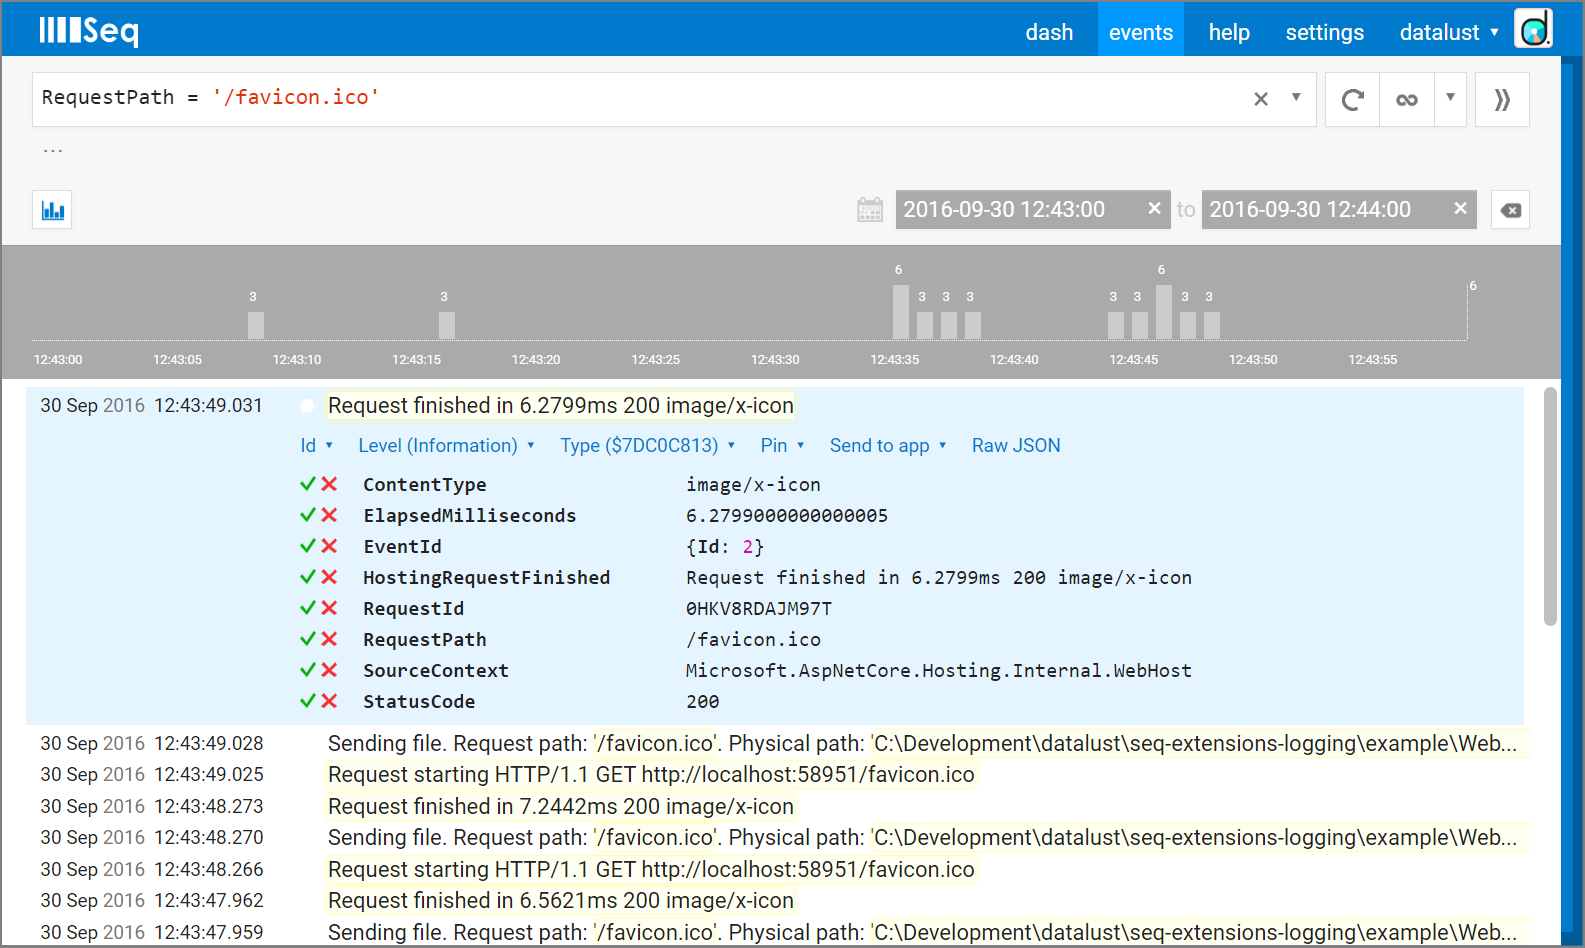 Seq dash events help settings datalust
RequestPath = '/favicon.ico'
...
2016-09-30 12:43:00 to 2016-09-30 12:44:00
6 6
3 3 3 3 3 3 3 3 3 6
12:43:00 12:43:05 12:43:10 12:43:15 12:43:20 12:43:25 12:43:30 12:43:35 12:43:40 12:43:45 12:43:50 12:43:55
30 Sep 2016 12:43:49.031 Request finished in 6.2799ms 200 image/x-icon
Id Level (Information) Type ($7DC0C813) Pin Send to app Raw JSON
ContentType image/x-icon
ElapsedMilliseconds 6.2799000000000005
EventId {Id: 2}
HostingRequestFinished Request finished in 6.2799ms 200 image/x-icon
RequestId 0HKV8RDAJM97T
RequestPath /favicon.ico
SourceContext Microsoft.AspNetCore.Hosting.Internal.WebHost
StatusCode 200
30 Sep 2016 12:43:49.028 Sending file. Request path: '/favicon.ico'. Physical path: 'C:\Development\datalust\seq-extensions-logging\example\Web...
30 Sep 2016 12:43:49.025 Request starting HTTP/1.1 GET http://localhost:58951/favicon.ico
30 Sep 2016 12:43:48.273 Request finished in 7.2442ms 200 image/x-icon
30 Sep 2016 12:43:48.270 Sending file. Request path: '/favicon.ico'. Physical path: 'C:\Development\datalust\seq-extensions-logging\example\Web...
30 Sep 2016 12:43:48.266 Request starting HTTP/1.1 GET http://localhost:58951/favicon.ico
30 Sep 2016 12:43:47.962 Request finished in 6.5621ms 200 image/x-icon
30 Sep 2016 12:43:47.959 Sending file. Request path: '/favicon.ico'. Physical path: 'C:\Development\datalust\seq-extensions-logging\example\Web...